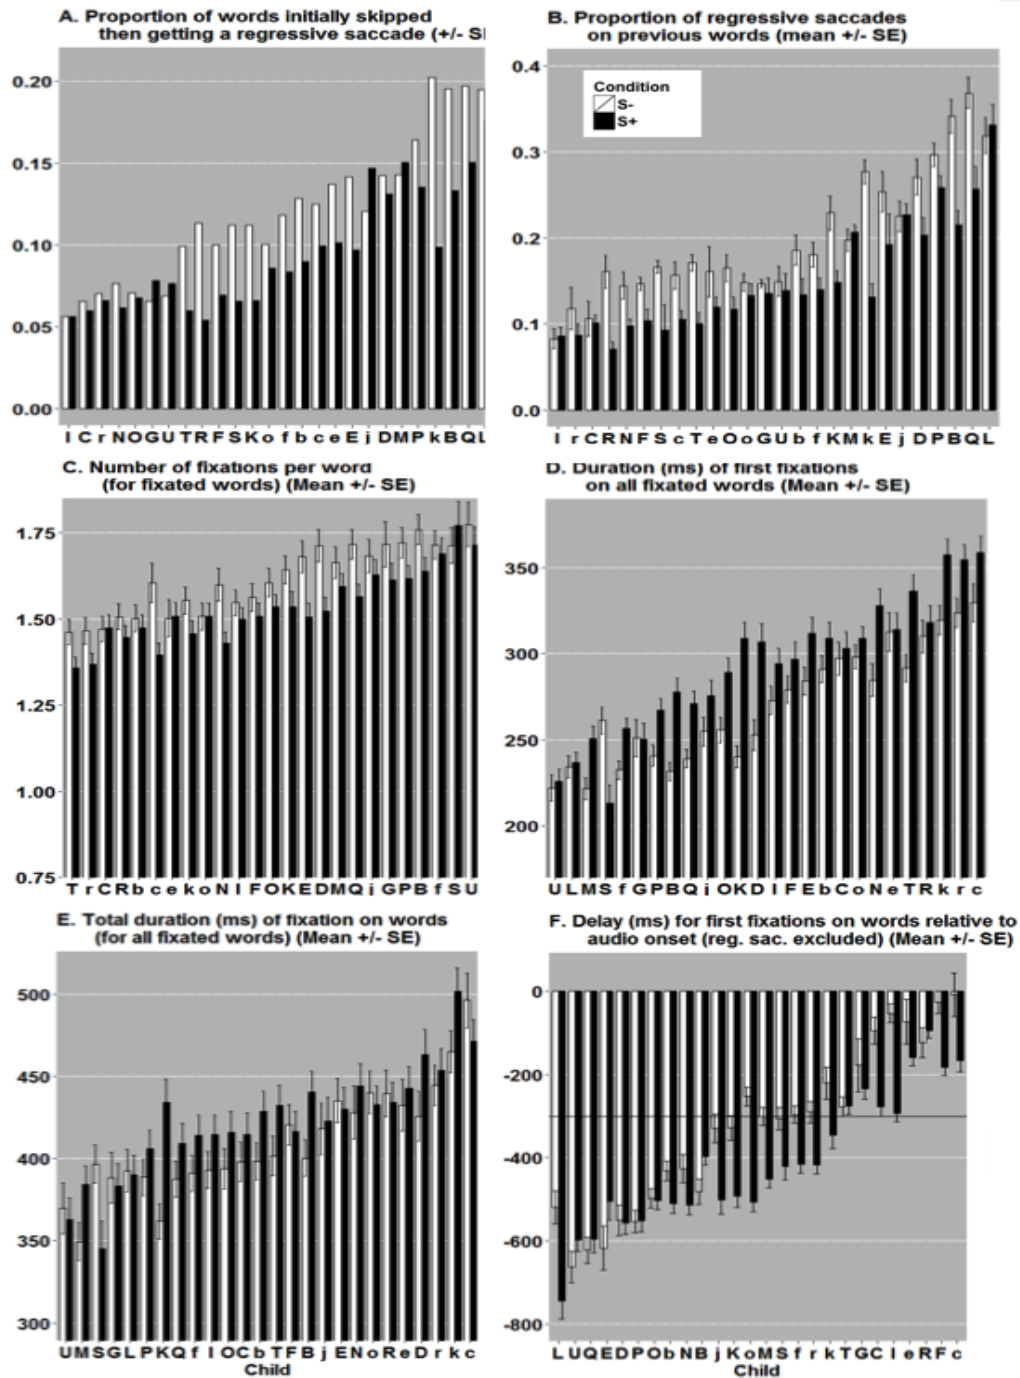 A. Proportion of words initially skipped
then getting a regressive saccade (+/- SI
0.20
0.15
0.10
0.05
0.00
I C r N O G U T R F S K o f b c e E j D M P k B Q L
B. Proportion of regressive saccades
on previous words (mean +/- SE)
Condition
S-
S+
0.4
0.3
0.2
0.1
0.0
I r C R N F S c T e O o G U b f K M k E j D P B Q L
C. Number of fixations per word
(for fixated words) (Mean +/- SE)
1.75
1.50
1.25
1.00
0.75
T r C R b c e k o N I F O K E D M Q j G P B f S U
D. Duration (ms) of first fixations
on all fixated words (Mean +/- SE)
350
300
250
200
U L M S f G P B Q j O K D I F E b C o N e T R k r c
E. Total duration (ms) of fixation on words
(for all fixated words) (Mean +/- SE)
500
450
400
350
300
U M S G L P K Q f I O C b T F B j E N o R e D r k c
Child
F. Delay (ms) for first fixations on words relative to
audio onset (reg. sac. excluded) (Mean +/- SE)
0
-200
-400
-600
-800
L U Q E D P O b N B j K o M S f r k T G C I e R F c
Child